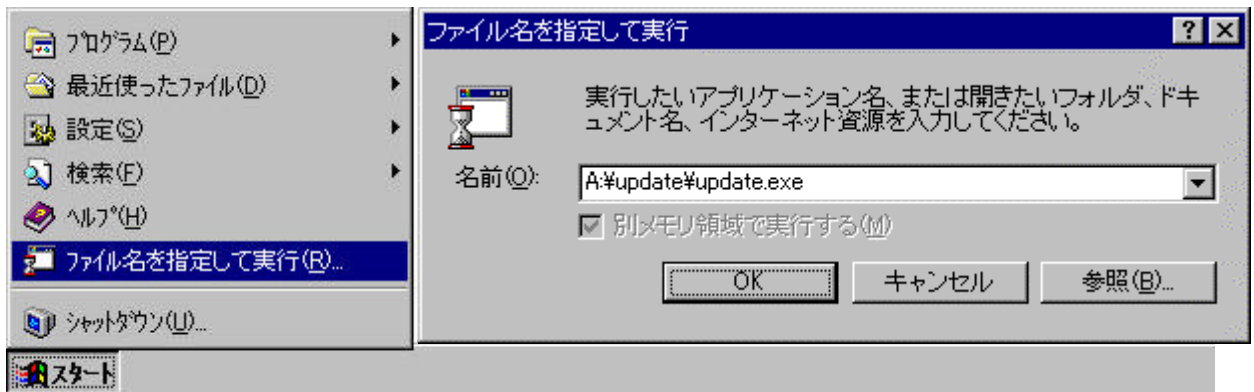 ﾌﾟﾛｸﾞﾗﾑ(P)
最近使ったﾌｧｲﾙ(D)
設定(S)
検索(F)
ﾍﾙﾌﾟ(H)
ﾌｧｲﾙ名を指定して実行(R)...
ｼｬｯﾄﾀﾞｳﾝ(U)...
スタート
ファイル名を指定して実行
実行したいアプリケーション名、または開きたいフォルダ、ドキ
ュメント名、インターネット資源を入力してください。
名前(O):
A:¥update¥update.exe
別メモリ領域で実行する(M)
OK
キャンセル
参照(B)...